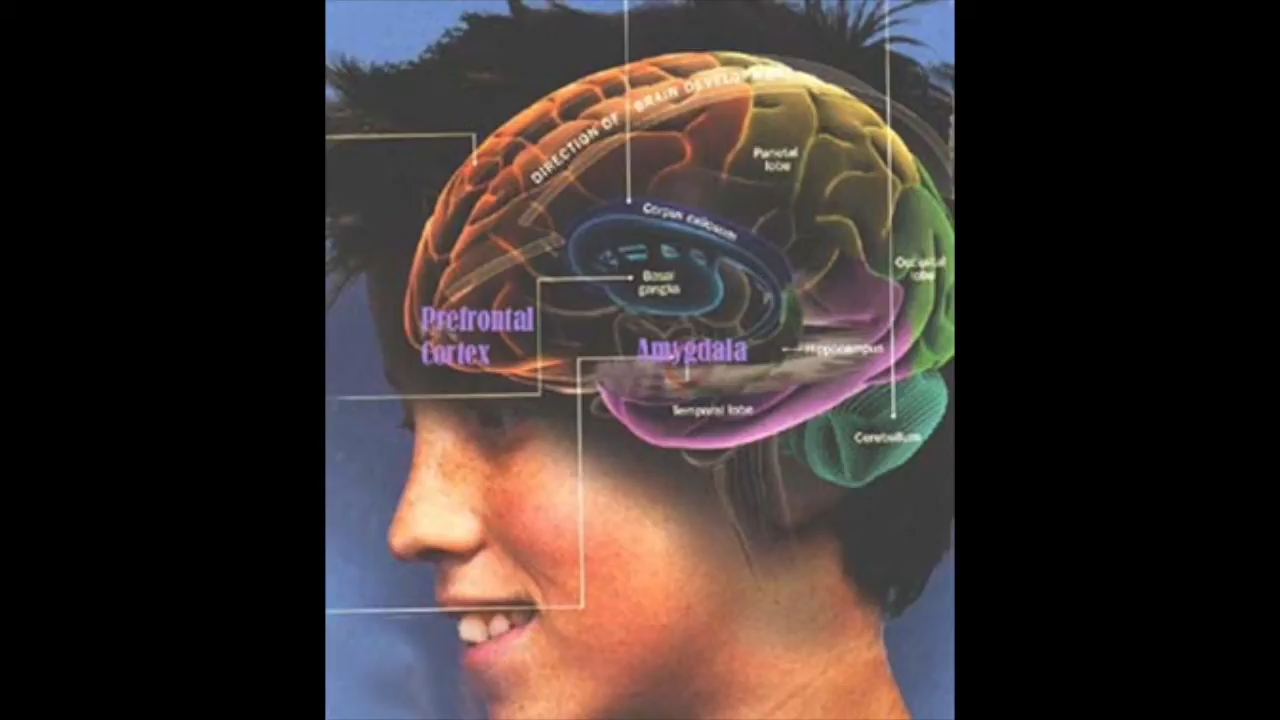 DIRECTION OF BRAIN DEVELOPMENT
Parietal
lobe
Corpus callosum
Occipital
lobe
Basal
ganglia
Prefrontal
Cortex
Amygdala
Hippocampus
Temporal lobe
Cerebellum